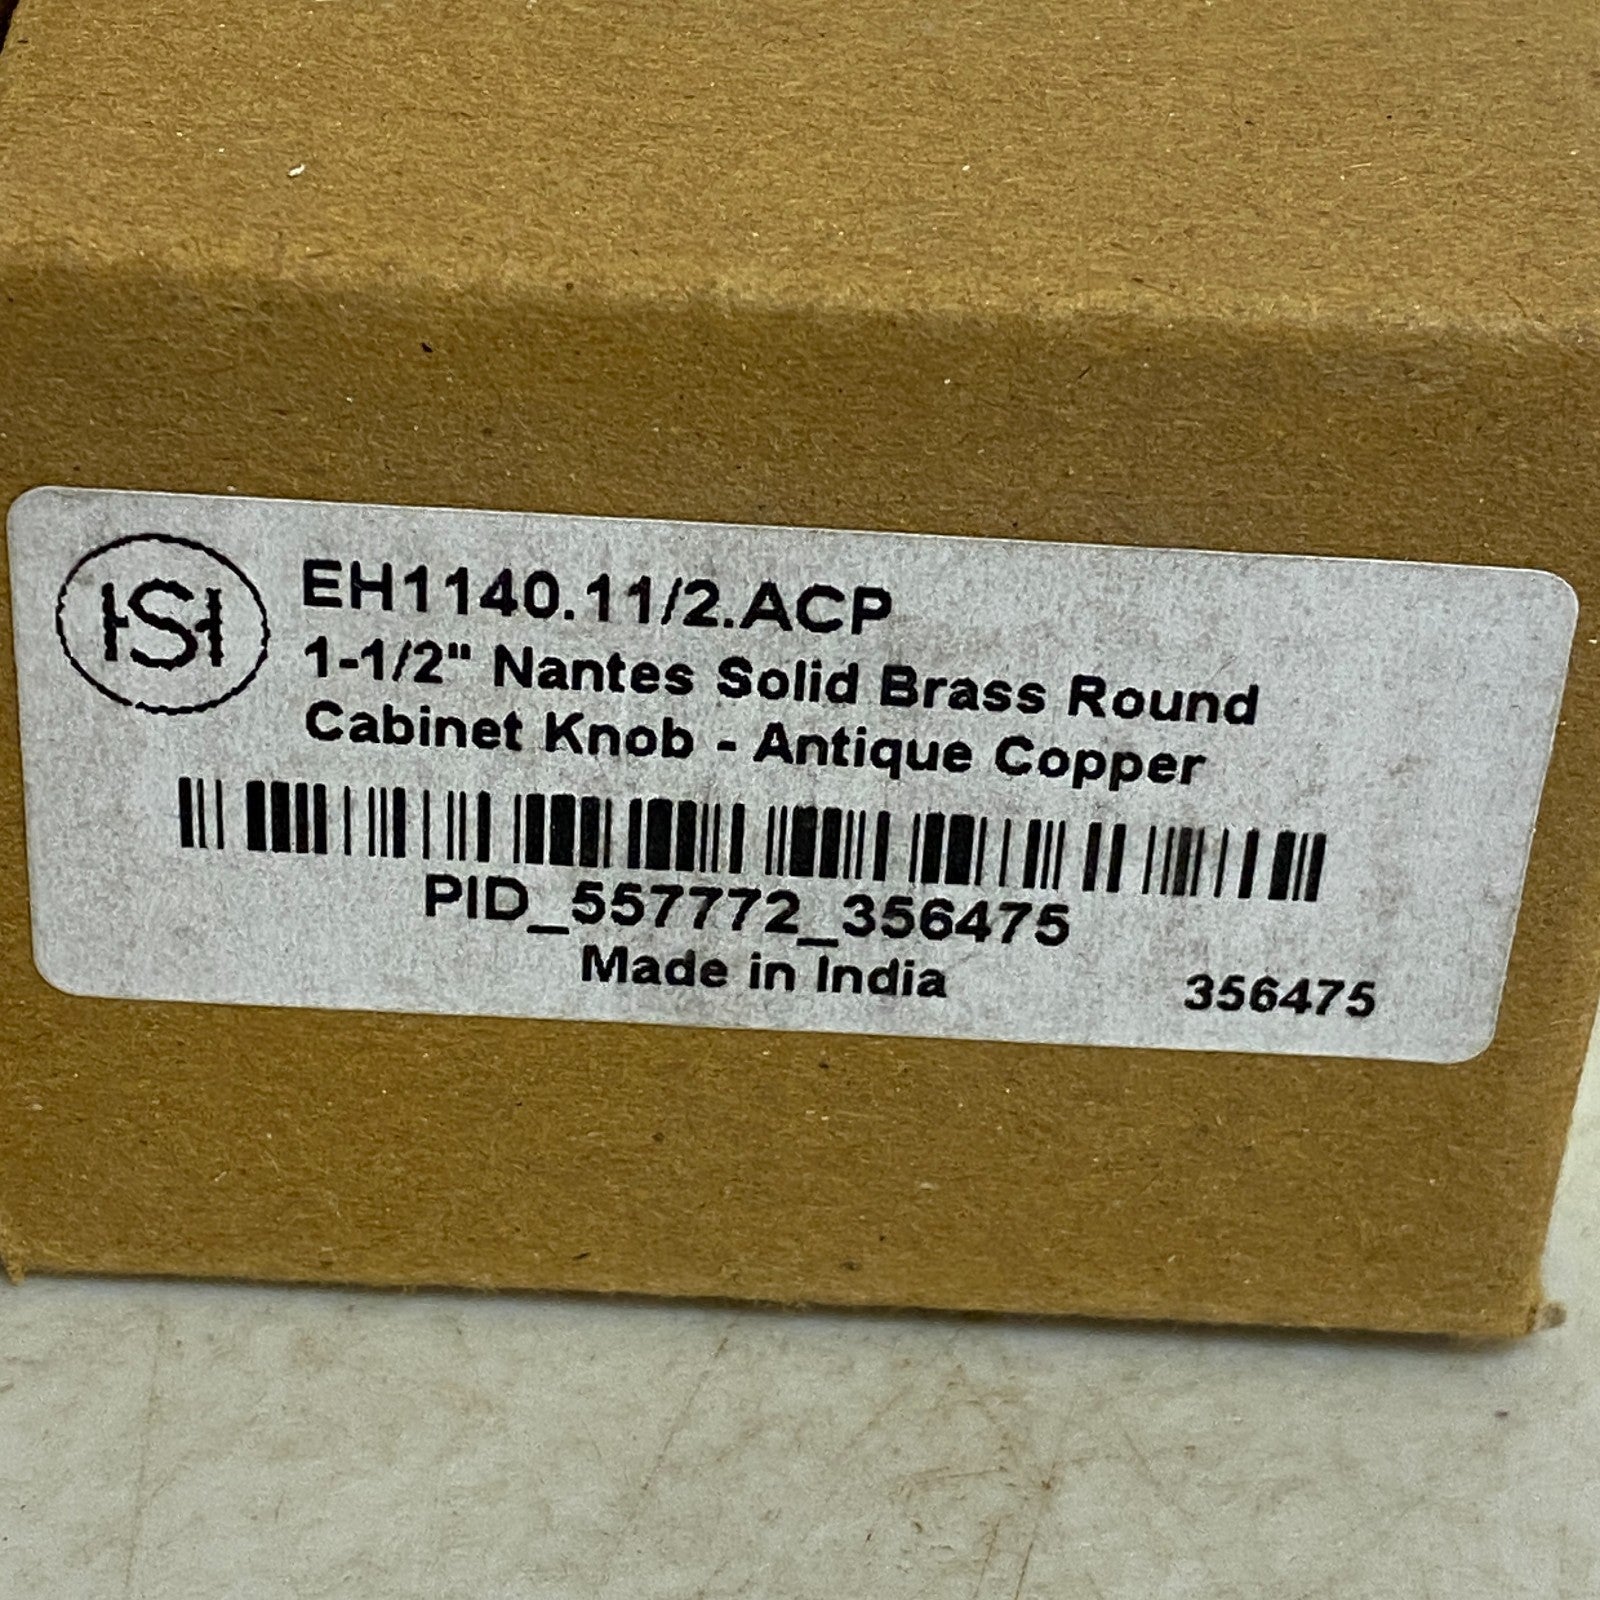 HSH
EH1140.11/2.ACP
1-1/2" Nantes Solid Brass Round
Cabinet Knob - Antique Copper
PID_557772_356475
Made in India
356475